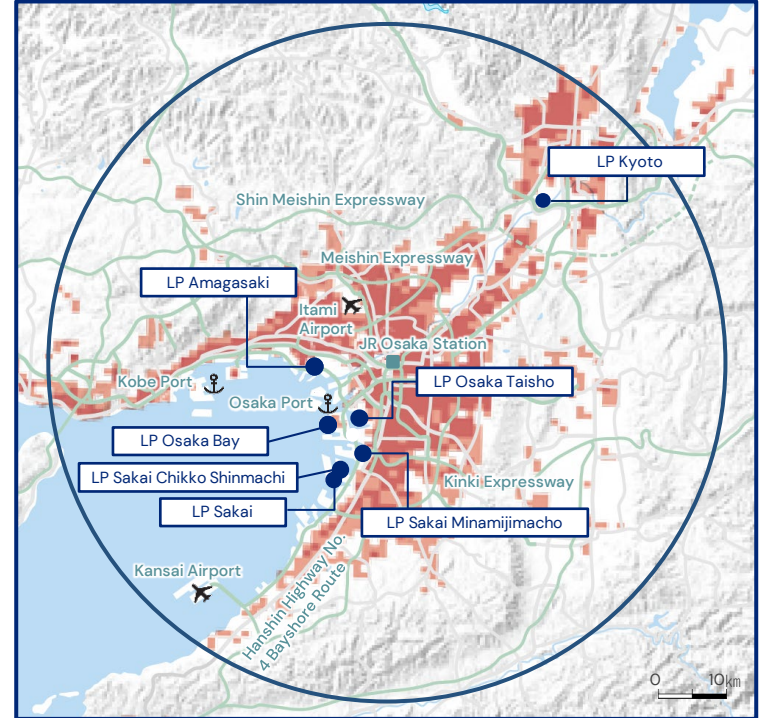 LP Kyoto
Shin Meishin Expressway
Meishin Expressway
LP Amagasaki
Itami
Airport
JR Osaka Station
Kobe Port
LP Osaka Taisho
Osaka Port
LP Osaka Bay
LP Sakai Chikko Shinmachi
Kinki Expressway
LP Sakai
LP Sakai Minamijimacho
Kansai Airport
Hanshin Highway No.
4 Bayshore Route
0 10km